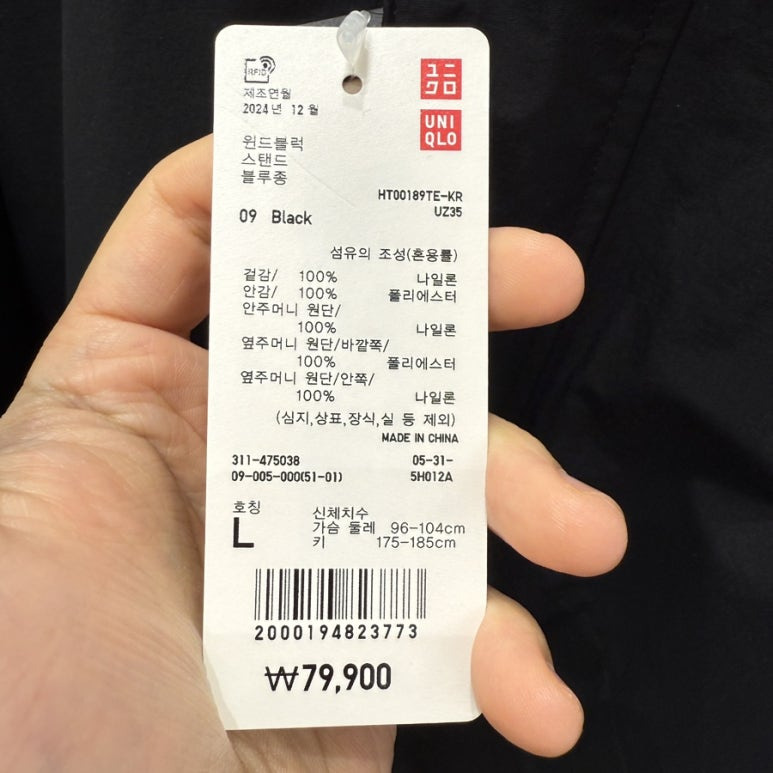 RFID
ユニ
クロ
제조연월
2024년 12월
UNI
QLO
윈드블럭
스탠드
블루종
HT00189TE-KR
UZ35
09 Black
섬유의 조성(혼용률)
겉감/ 100% 나일론
안감/ 100% 폴리에스터
안주머니 원단/
100% 나일론
옆주머니 원단/바깥쪽/
100% 폴리에스터
옆주머니 원단/안쪽/
100% 나일론
(심지,상표,장식,실 등 제외)
MADE IN CHINA
311-475038 05-31-
09-005-000(51-01) 5H012A
호칭 신체치수
L 가슴 둘레 96-104cm
키 175-185cm
2000194823773
₩79,900